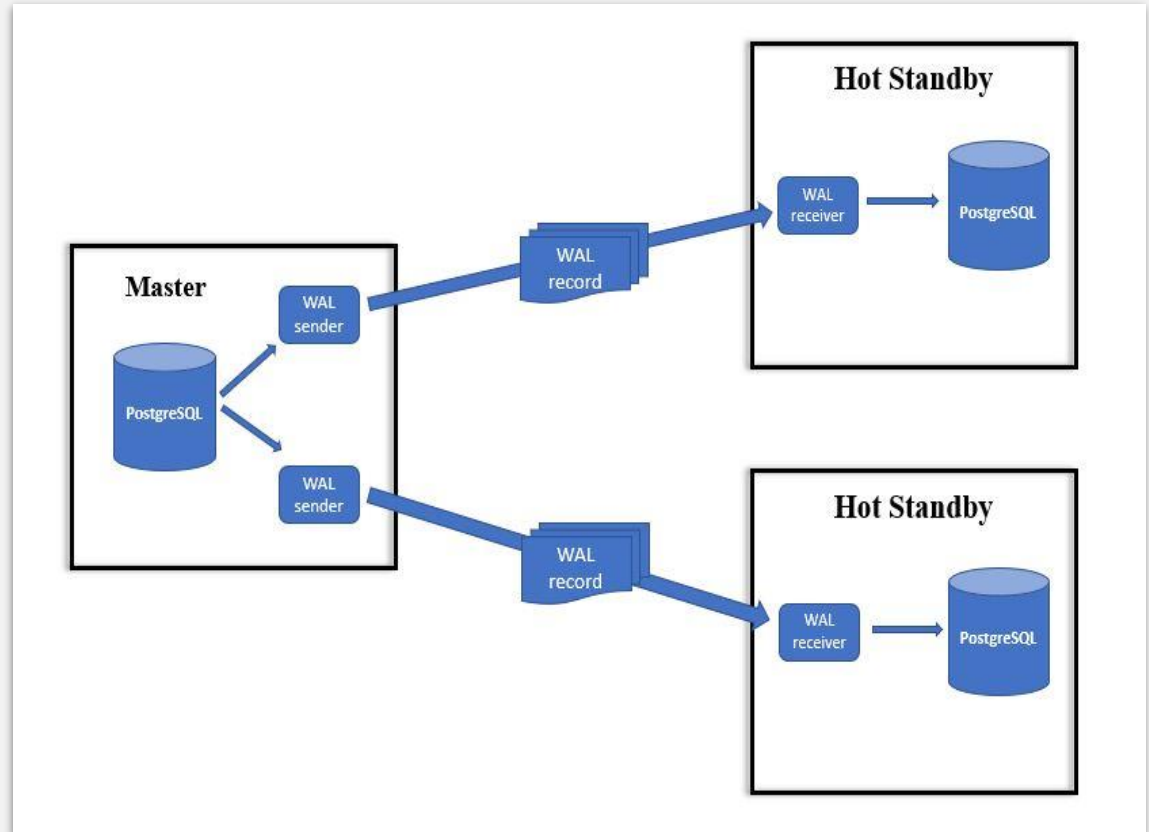 Hot Standby
WAL
receiver
PostgreSQL
WAL
record
Master
WAL
sender
PostgreSQL
WAL
sender
Hot Standby
WAL
record
WAL
receiver
PostgreSQL